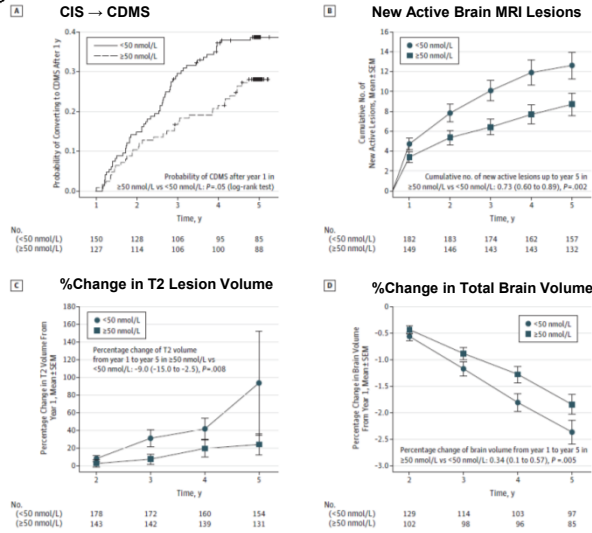 A
CIS → CDMS
Probability of Converting to CDMS After 1 y
0.4
0.3
0.2
0.1
0.0
<50 nmol/L
≥50 nmol/L
Probability of CDMS after year 1 in
≥50 nmol/L vs <50 nmol/L: P=.05 (log-rank test)
1 2 3 4 5
Time, y
No.
(<50 nmol/L) 150 128 106 95 85
(≥50 nmol/L) 127 114 106 100 88
B
New Active Brain MRI Lesions
Cumulative No. of
New Active Lesions, Mean±SEM
16
14
12
10
8
6
4
2
0
<50 nmol/L
≥50 nmol/L
Cumulative no. of new active lesions up to year 5 in
≥50 nmol/L vs <50 nmol/L: 0.73 (0.60 to 0.89), P=.002
1 2 3 4 5
Time, y
No.
(<50 nmol/L) 182 183 174 162 157
(≥50 nmol/L) 149 146 143 143 132
C
%Change in T2 Lesion Volume
Percentage Change in T2 Volume From
Year 1, Mean±SEM
180
160
140
120
100
80
60
40
20
0
<50 nmol/L
≥50 nmol/L
Percentage change of T2 volume
from year 1 to year 5 in ≥50 nmol/L vs
<50 nmol/L: -9.0 (-15.0 to -2.5), P=.008
2 3 4 5
Time, y
No.
(<50 nmol/L) 178 172 160 154
(≥50 nmol/L) 143 142 139 131
D
%Change in Total Brain Volume
Percentage Change in Brain Volume
From Year 1, Mean±SEM
0
-0.5
-1.0
-1.5
-2.0
-2.5
-3.0
<50 nmol/L
≥50 nmol/L
Percentage change of brain volume from year 1 to year 5 in
≥50 nmol/L vs <50 nmol/L: 0.34 (0.1 to 0.57), P=.005
2 3 4 5
Time, y
No.
(<50 nmol/L) 129 114 103 97
(≥50 nmol/L) 102 98 96 85